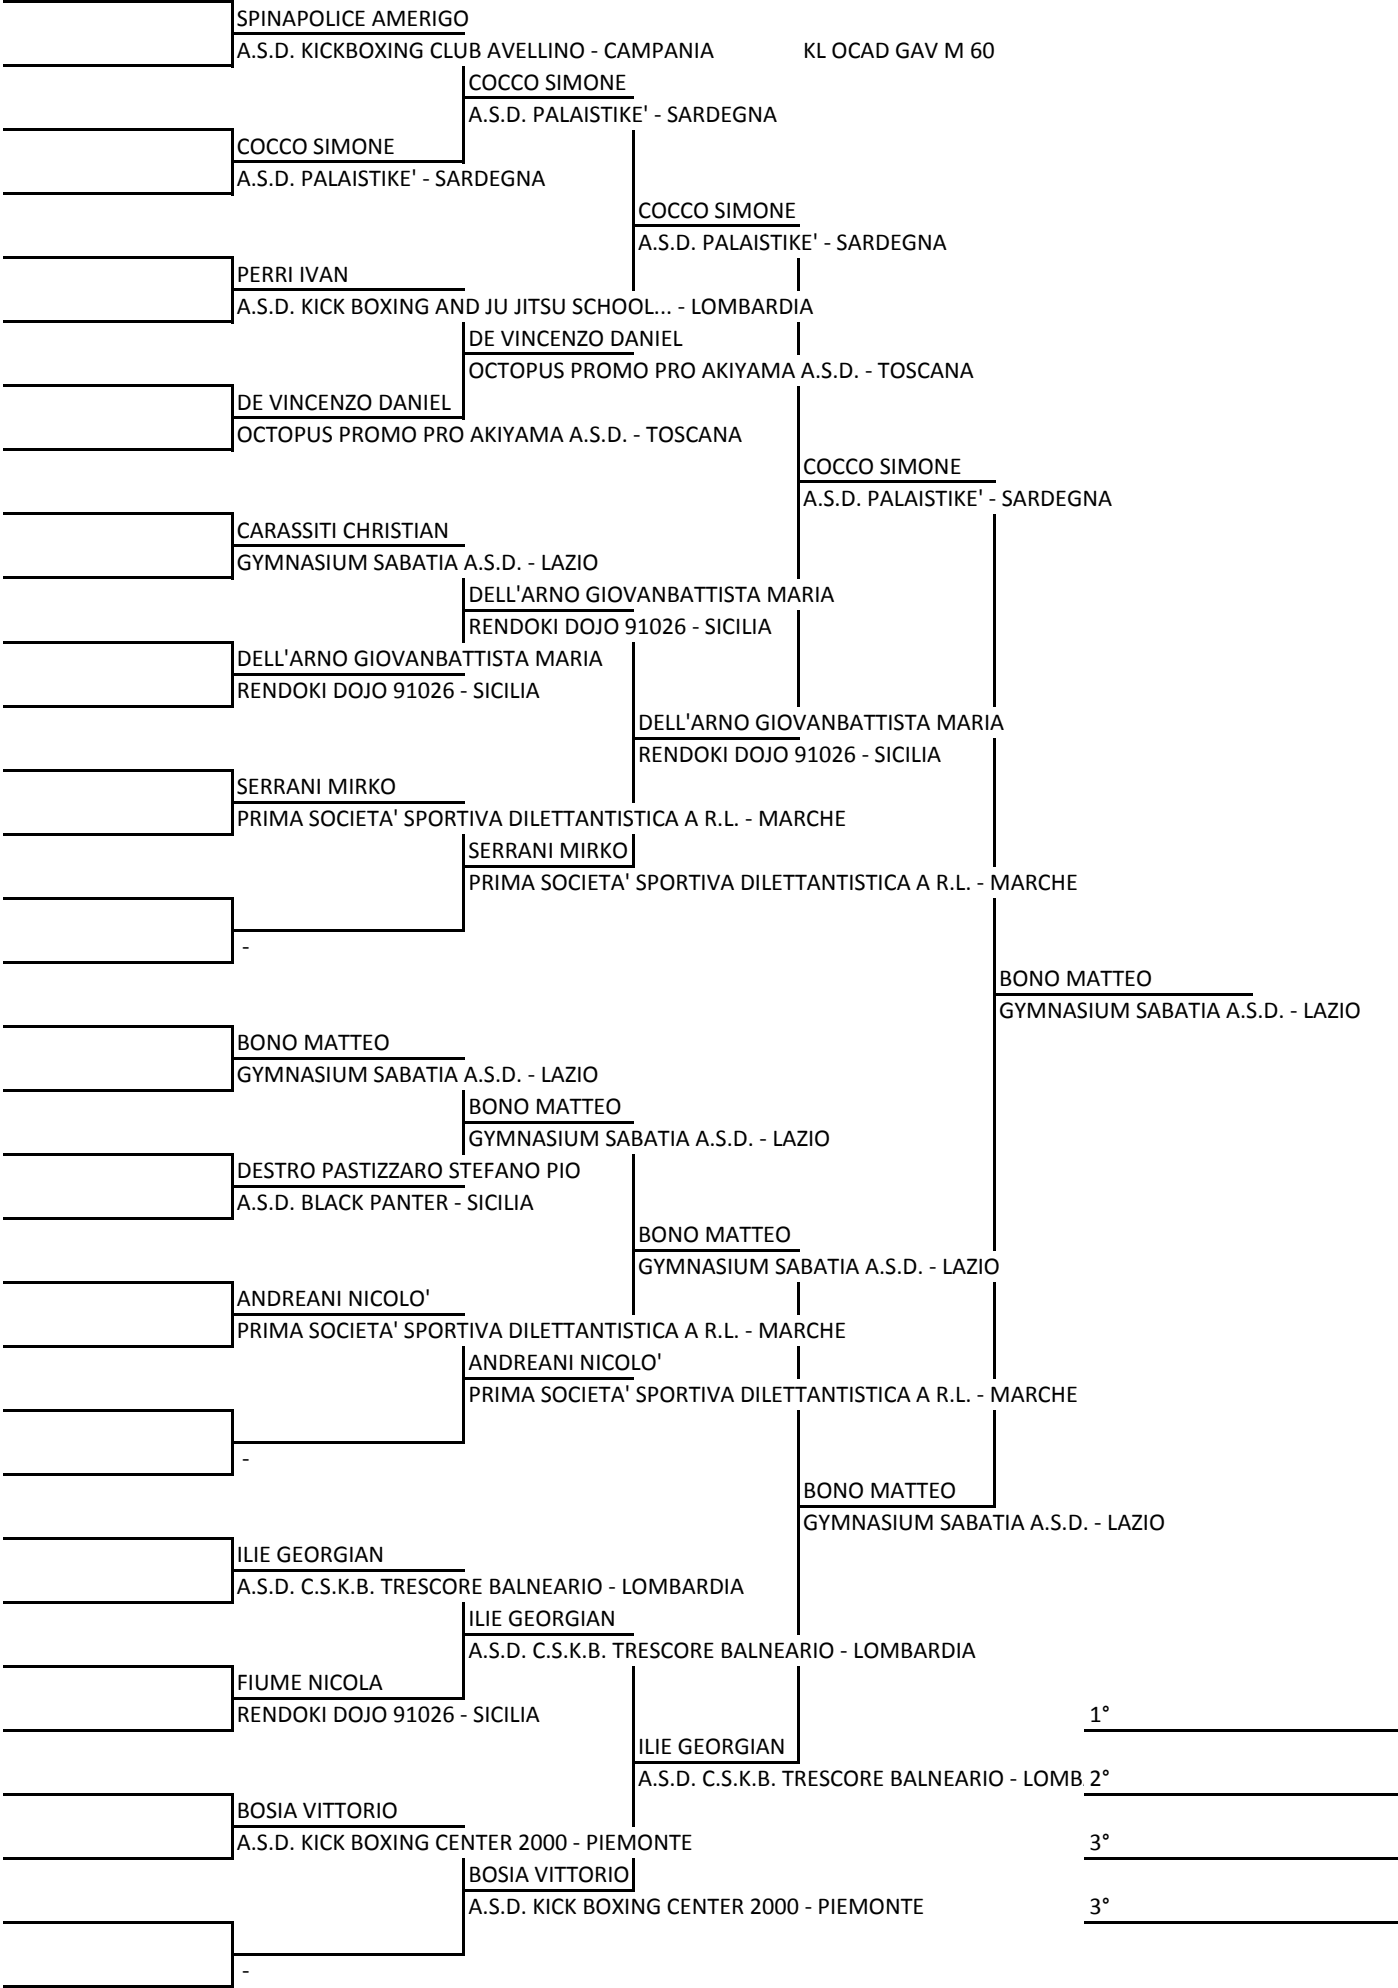 SPINAPOLICE AMERIGO
A.S.D. KICKBOXING CLUB AVELLINO - CAMPANIA
KL OCAD GAV M 60
COCCO SIMONE
A.S.D. PALAISTIKE' - SARDEGNA
COCCO SIMONE
A.S.D. PALAISTIKE' - SARDEGNA
COCCO SIMONE
A.S.D. PALAISTIKE' - SARDEGNA
PERRI IVAN
A.S.D. KICK BOXING AND JU JITSU SCHOOL... - LOMBARDIA
DE VINCENZO DANIEL
OCTOPUS PROMO PRO AKIYAMA A.S.D. - TOSCANA
DE VINCENZO DANIEL
OCTOPUS PROMO PRO AKIYAMA A.S.D. - TOSCANA
COCCO SIMONE
A.S.D. PALAISTIKE' - SARDEGNA
CARASSITI CHRISTIAN
GYMNASIUM SABATIA A.S.D. - LAZIO
DELL'ARNO GIOVANBATTISTA MARIA
RENDOKI DOJO 91026 - SICILIA
DELL'ARNO GIOVANBATTISTA MARIA
RENDOKI DOJO 91026 - SICILIA
DELL'ARNO GIOVANBATTISTA MARIA
RENDOKI DOJO 91026 - SICILIA
SERRANI MIRKO
PRIMA SOCIETA' SPORTIVA DILETTANTISTICA A R.L. - MARCHE
SERRANI MIRKO
PRIMA SOCIETA' SPORTIVA DILETTANTISTICA A R.L. - MARCHE
-
BONO MATTEO
GYMNASIUM SABATIA A.S.D. - LAZIO
BONO MATTEO
GYMNASIUM SABATIA A.S.D. - LAZIO
BONO MATTEO
GYMNASIUM SABATIA A.S.D. - LAZIO
DESTRO PASTIZZARO STEFANO PIO
A.S.D. BLACK PANTER - SICILIA
BONO MATTEO
GYMNASIUM SABATIA A.S.D. - LAZIO
ANDREANI NICOLO'
PRIMA SOCIETA' SPORTIVA DILETTANTISTICA A R.L. - MARCHE
ANDREANI NICOLO'
PRIMA SOCIETA' SPORTIVA DILETTANTISTICA A R.L. - MARCHE
-
BONO MATTEO
GYMNASIUM SABATIA A.S.D. - LAZIO
ILIE GEORGIAN
A.S.D. C.S.K.B. TRESCORE BALNEARIO - LOMBARDIA
ILIE GEORGIAN
A.S.D. C.S.K.B. TRESCORE BALNEARIO - LOMBARDIA
FIUME NICOLA
RENDOKI DOJO 91026 - SICILIA
1°
ILIE GEORGIAN
A.S.D. C.S.K.B. TRESCORE BALNEARIO - LOMB
2°
BOSIA VITTORIO
A.S.D. KICK BOXING CENTER 2000 - PIEMONTE
3°
BOSIA VITTORIO
A.S.D. KICK BOXING CENTER 2000 - PIEMONTE
3°
-